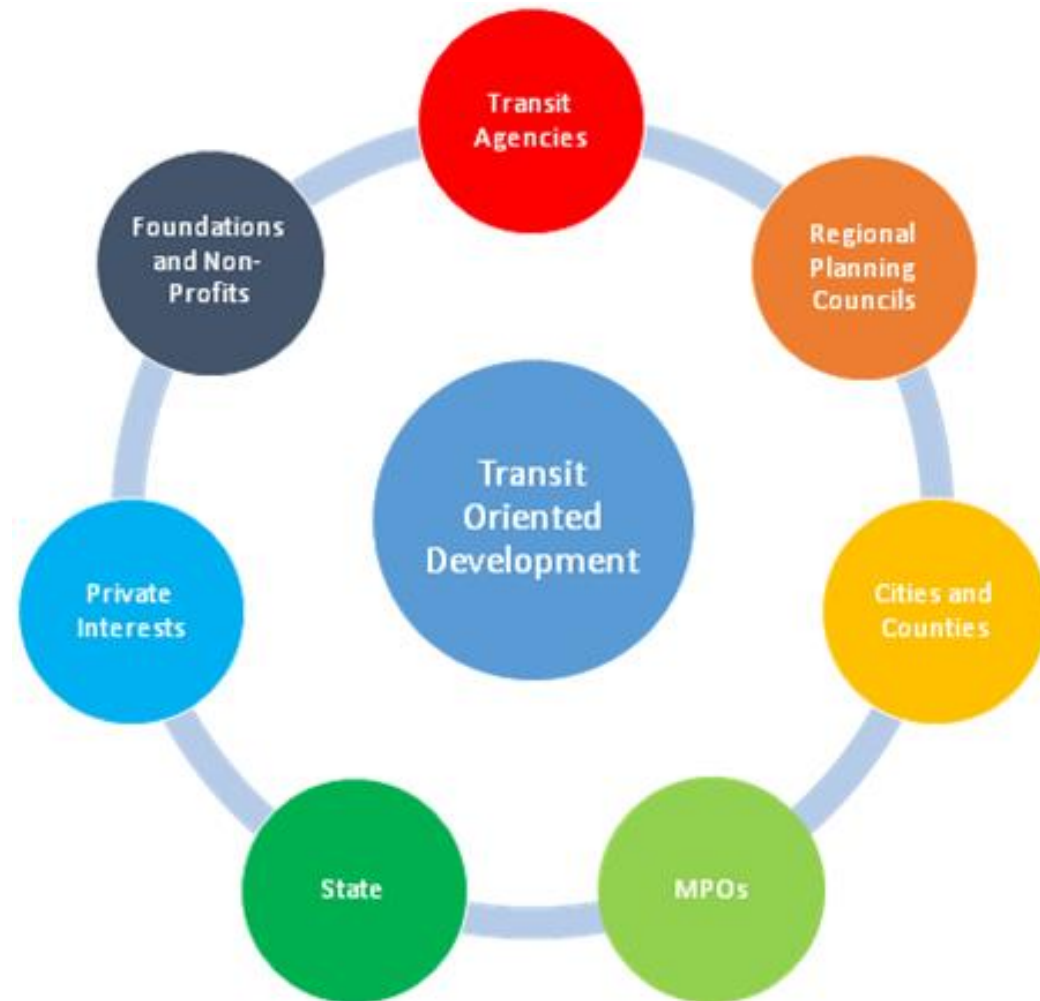 Transit
Agencies
Regional
Planning
Councils
Cities and
Counties
MPOs
State
Private
Interests
Foundations
and Non-
Profits
Transit
Oriented
Development